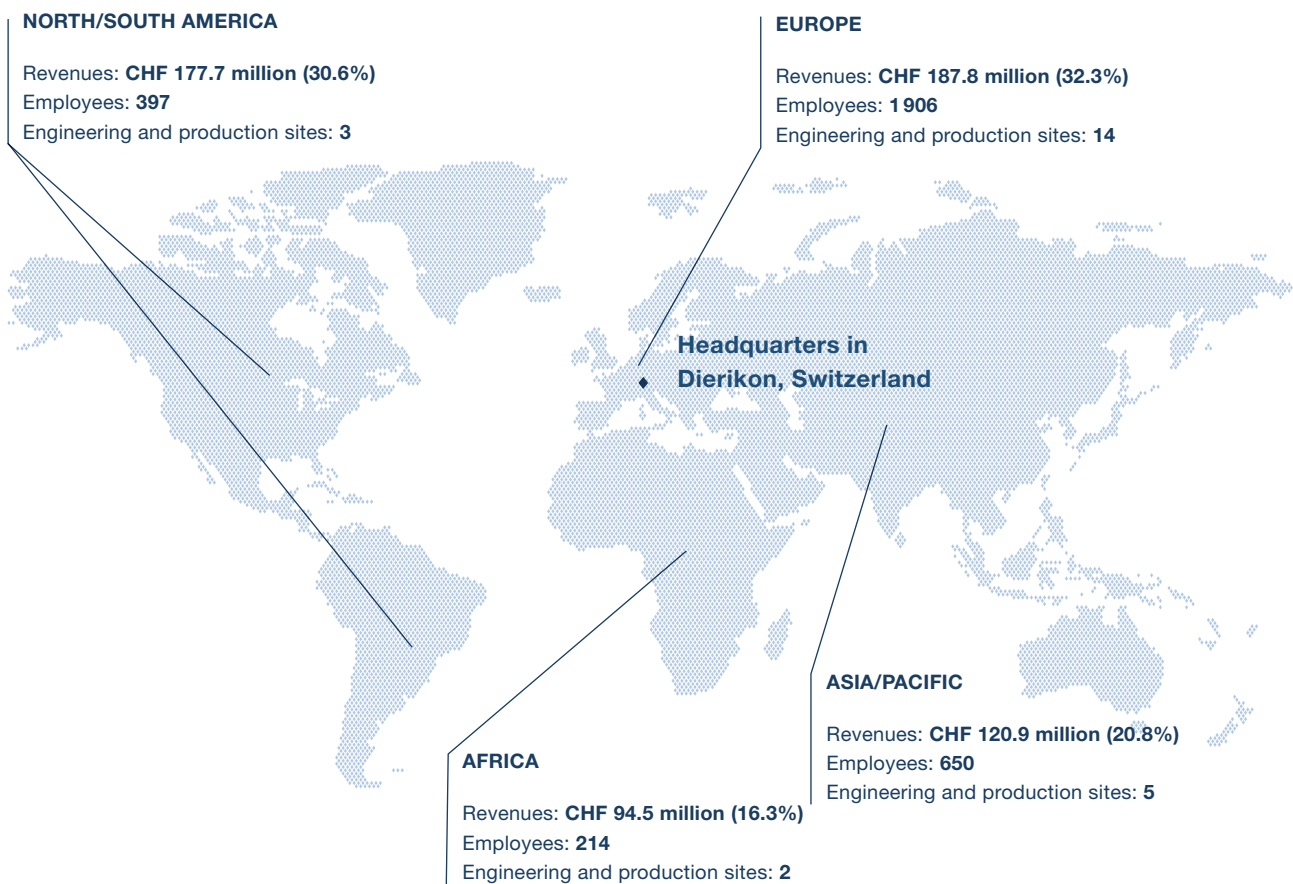 NORTH/SOUTH AMERICA
Revenues: CHF 177.7 million (30.6%)
Employees: 397
Engineering and production sites: 3
EUROPE
Revenues: CHF 187.8 million (32.3%)
Employees: 1 906
Engineering and production sites: 14
Headquarters in
Dierikon, Switzerland
ASIA/PACIFIC
Revenues: CHF 120.9 million (20.8%)
Employees: 650
Engineering and production sites: 5
AFRICA
Revenues: CHF 94.5 million (16.3%)
Employees: 214
Engineering and production sites: 2